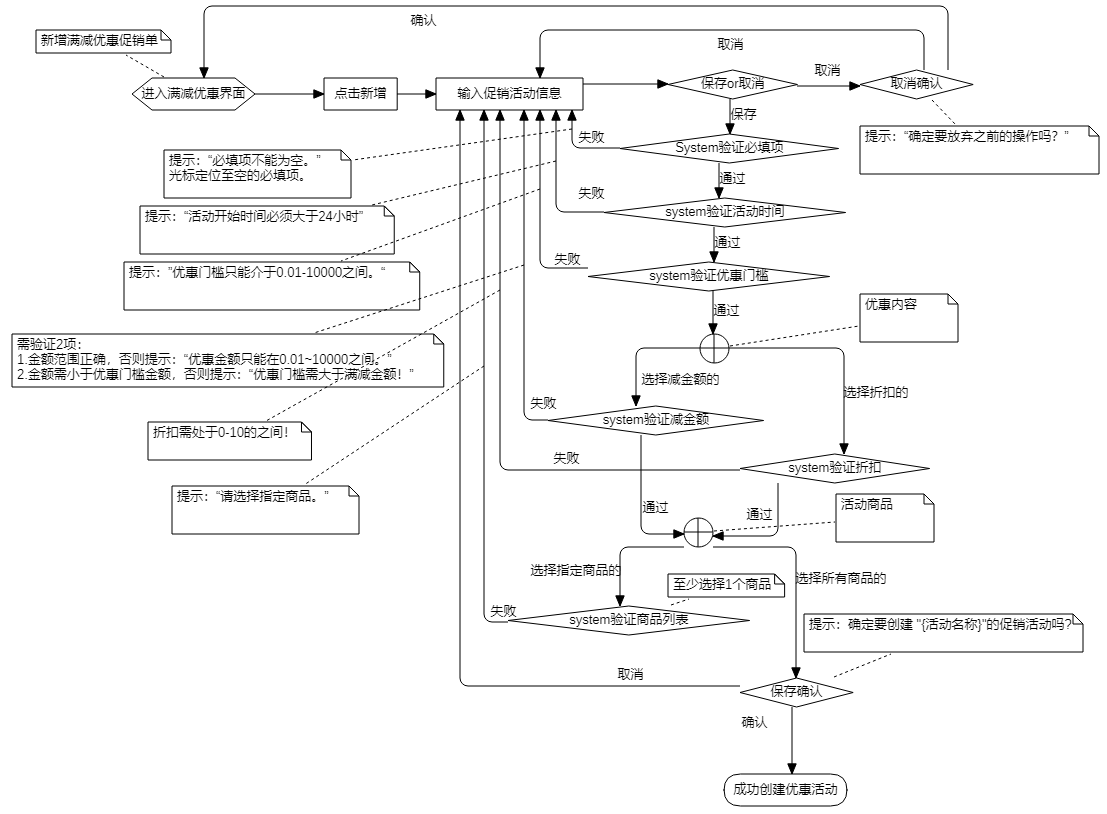 确认
新增满减优惠促销单
取消
进入满减优惠界面
点击新增
输入促销活动信息
保存or取消
取消
取消确认
保存
提示：“确定要放弃之前的操作吗？”
失败
System验证必填项
提示：“必填项不能为空。”
光标定位至空的必填项。
通过
失败
system验证活动时间
提示：“活动开始时间必须大于24小时”
通过
失败
system验证优惠门槛
提示：”优惠门槛只能介于0.01-10000之间。“
通过
优惠内容
需验证2项：
1.金额范围正确，否则提示：“优惠金额只能在0.01~10000之间。”
2.金额需小于优惠门槛金额，否则提示：“优惠门槛需大于满减金额！”
选择减金额的
选择折扣的
失败
system验证减金额
折扣需处于0-10的之间！
失败
system验证折扣
提示：“请选择指定商品。”
通过
通过
活动商品
选择指定商品的
至少选择1个商品
选择所有商品的
失败
system验证商品列表
提示：确定要创建 "{活动名称}"的促销活动吗？
取消
保存确认
确认
成功创建优惠活动